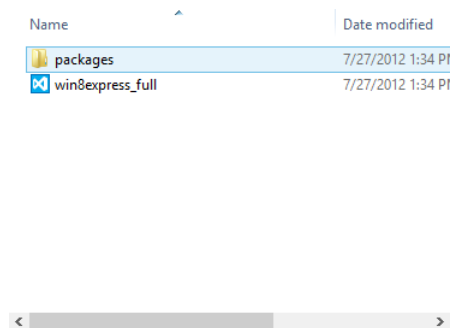 Name Date modified
packages 7/27/2012 1:34 PM
win8express_full 7/27/2012 1:34 PM